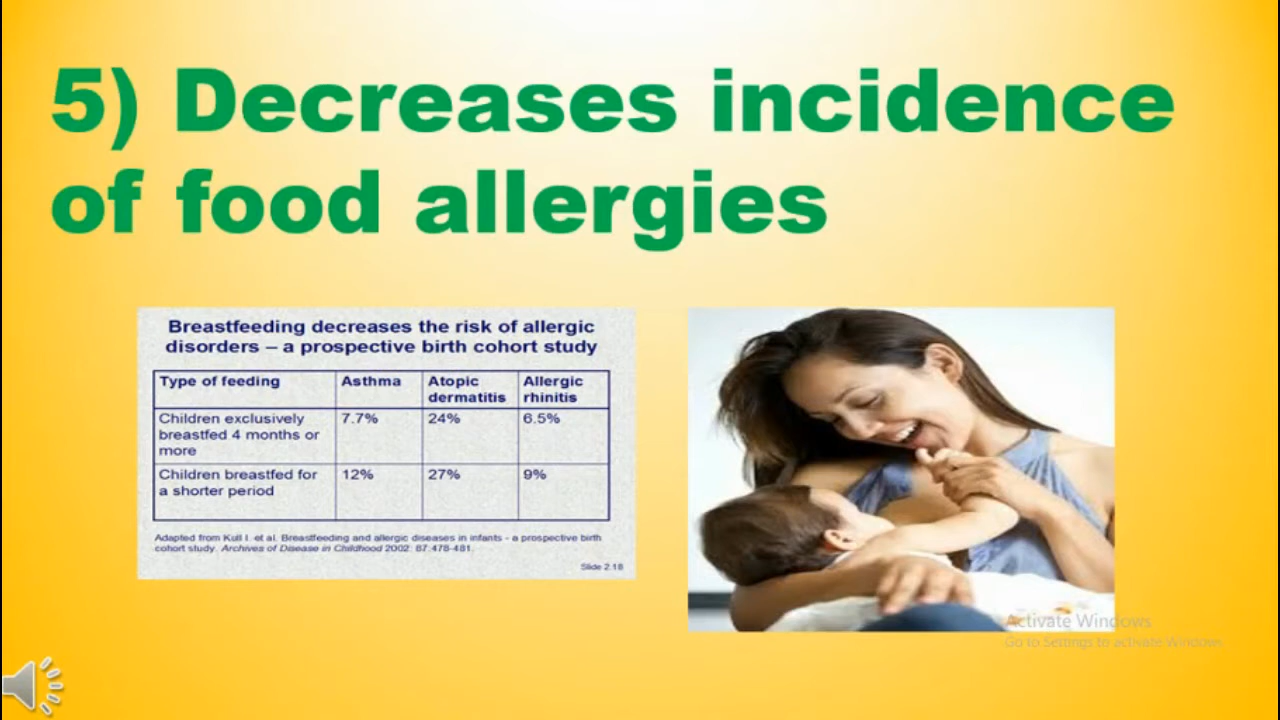 5) Decreases incidence
of food allergies
Breastfeeding decreases the risk of allergic
disorders – a prospective birth cohort study
Type of feeding Asthma Atopic dermatitis Allergic rhinitis
Children exclusively breastfed 4 months or more 7.7% 24% 6.5%
Children breastfed for a shorter period 12% 27% 9%
Adapted from Kull I. et al. Breastfeeding and allergic diseases in infants - a prospective birth
cohort study. Archives of Disease in Childhood 2002: 87:478-481.
Slide 2.18
Activate Windows
Go to Settings to activate Windows.